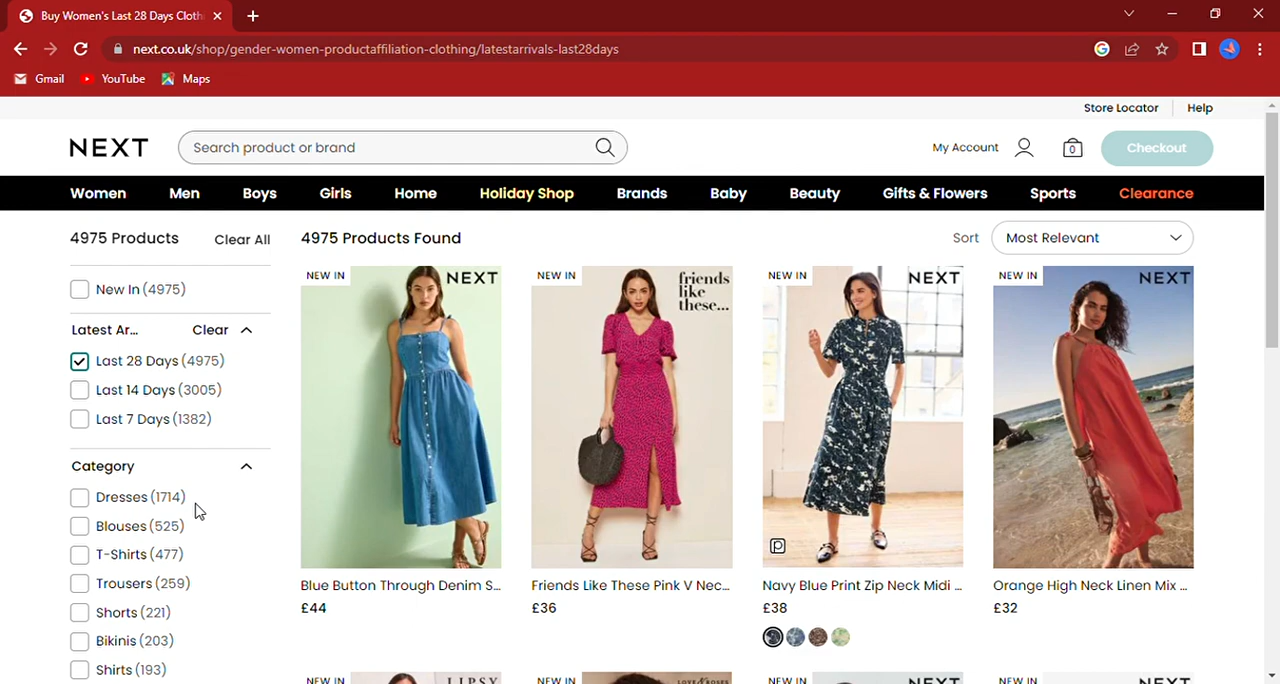 Buy Women's Last 28 Days Cloth
next.co.uk/shop/gender-women-productaffiliation-clothing/latestarrivals-last28days
Gmail YouTube Maps
Store Locator Help
NEXT Search product or brand My Account 0 Checkout
Women Men Boys Girls Home Holiday Shop Brands Baby Beauty Gifts & Flowers Sports Clearance
4975 Products Clear All 4975 Products Found Sort Most Relevant
New In (4975)
Latest Ar... Clear
Last 28 Days (4975)
Last 14 Days (3005)
Last 7 Days (1382)
Category
Dresses (1714)
Blouses (525)
T-Shirts (477)
Trousers (259)
Shorts (221)
Bikinis (203)
Shirts (193)
NEW IN NEXT
NEW IN friends
like
these...
NEW IN NEXT
NEW IN NEXT
Blue Button Through Denim S... Friends Like These Pink V Nec... Navy Blue Print Zip Neck Midi ... Orange High Neck Linen Mix ...
£44 £36 £38 £32
NEW IN LIPSY NEW IN LOVE & ROSES NEW IN NEXT NEW IN NEXT